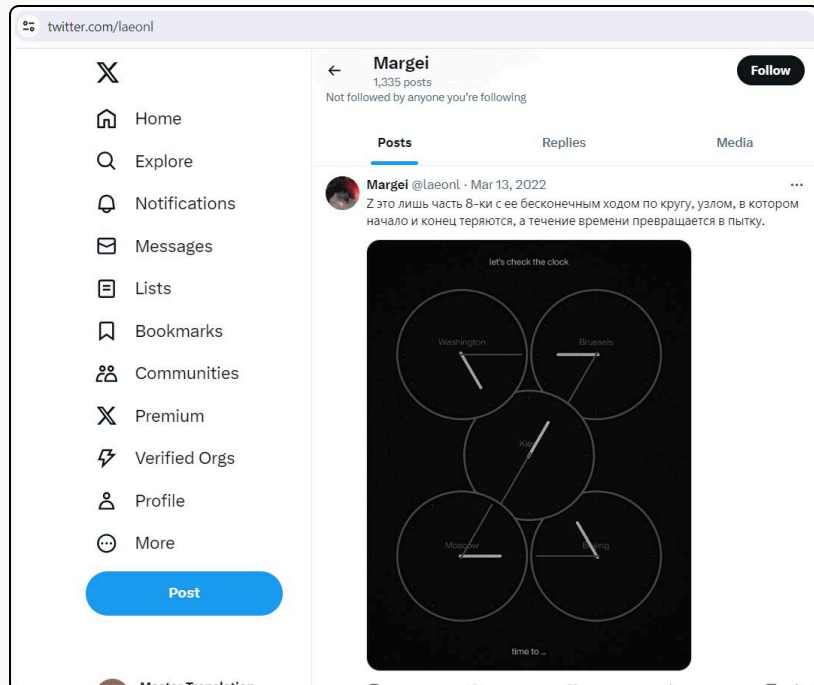 twitter.com/laeonl
X
Home
Explore
Notifications
Messages
Lists
Bookmarks
Communities
Premium
Verified Orgs
Profile
More
Post
Master Translation
Margei
1,335 posts
Follow
Not followed by anyone you're following
Posts Replies Media
Margei @laeonl · Mar 13, 2022
Z это лишь часть 8-ки с ее бесконечным ходом по кругу, узлом, в котором
начало и конец теряются, а течение времени превращается в пытку.
let's check the clock
Washington Brussels
Kiev
Moscow Beijing
time to ...